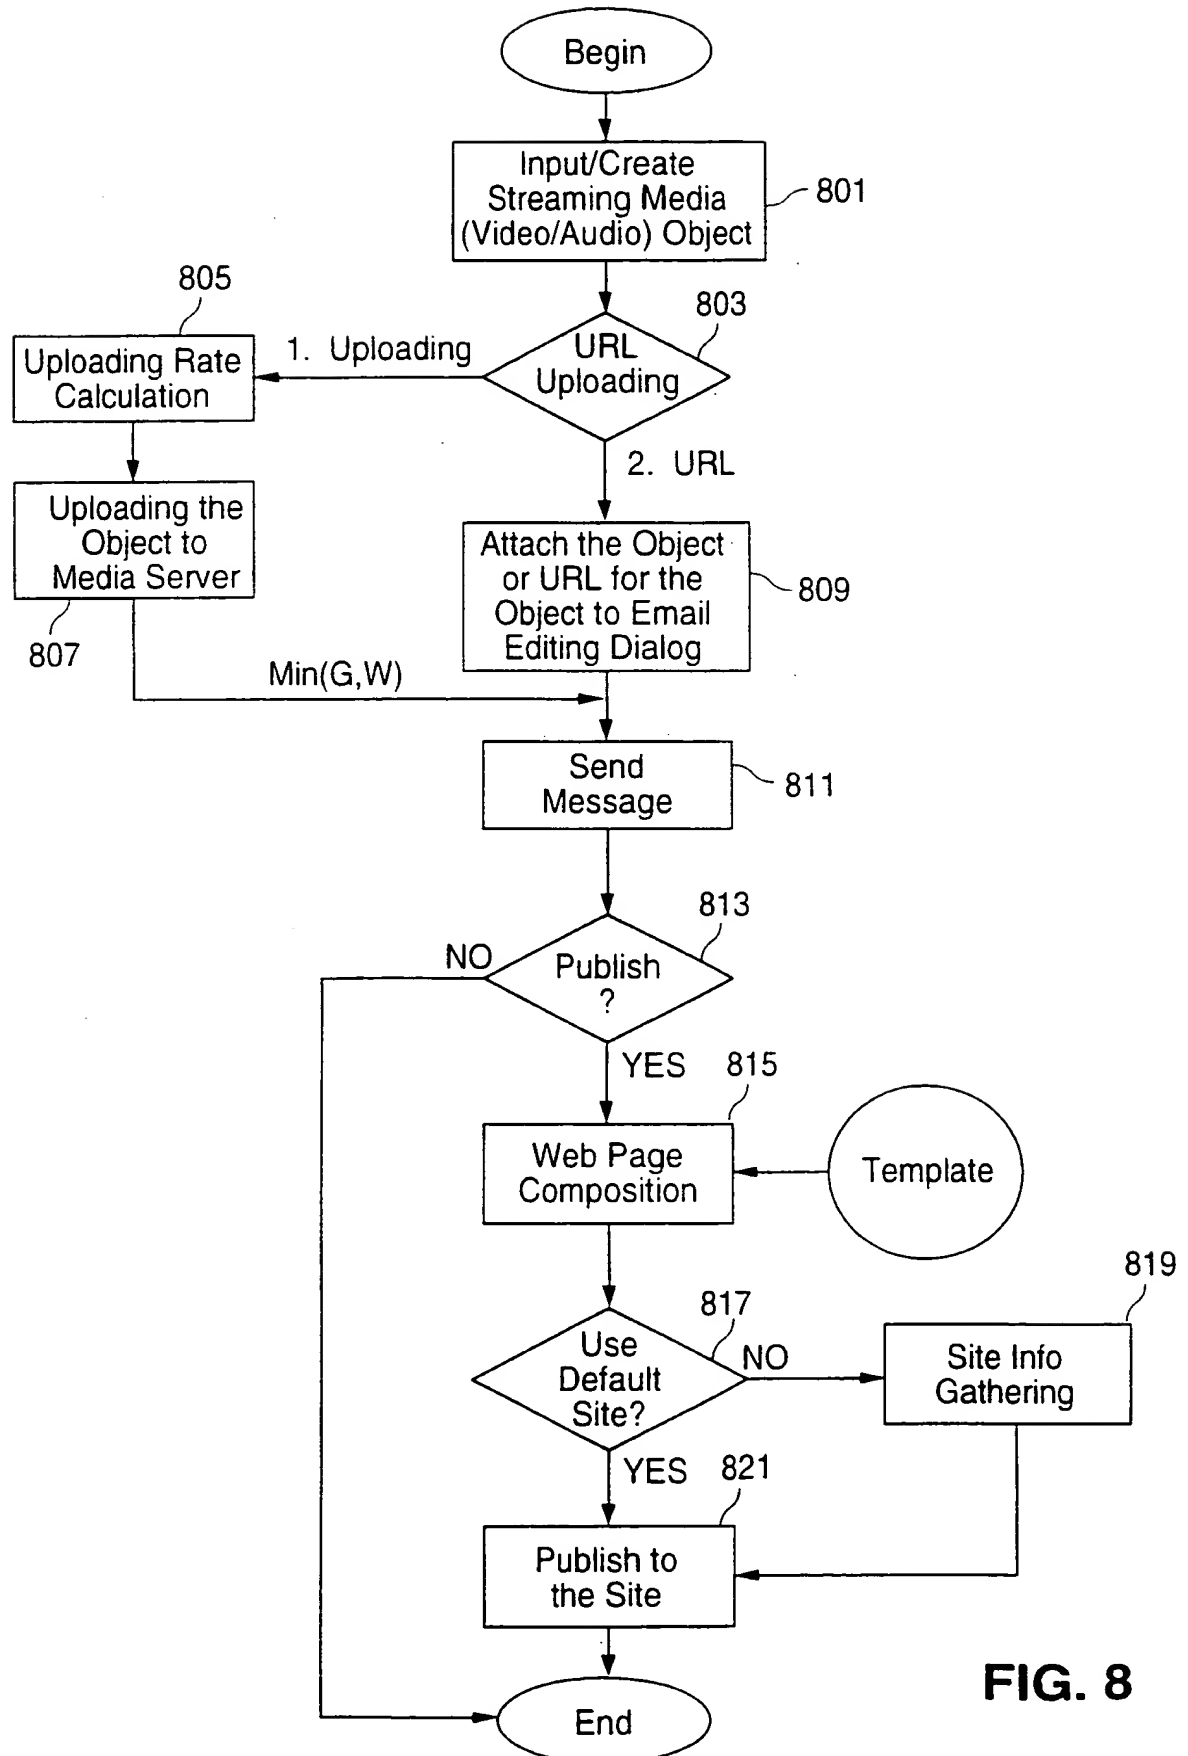 Begin
Input/Create
Streaming Media
(Video/Audio) Object
801
805
803
Uploading Rate
Calculation
1. Uploading
URL
Uploading
2. URL
Uploading the
Object to
Media Server
807
Attach the Object
or URL for the
Object to Email
Editing Dialog
809
Min(G,W)
Send
Message
811
813
NO
Publish
?
YES
815
Web Page
Composition
Template
817
819
Use
Default
Site?
NO
Site Info
Gathering
YES
821
Publish to
the Site
End
FIG. 8